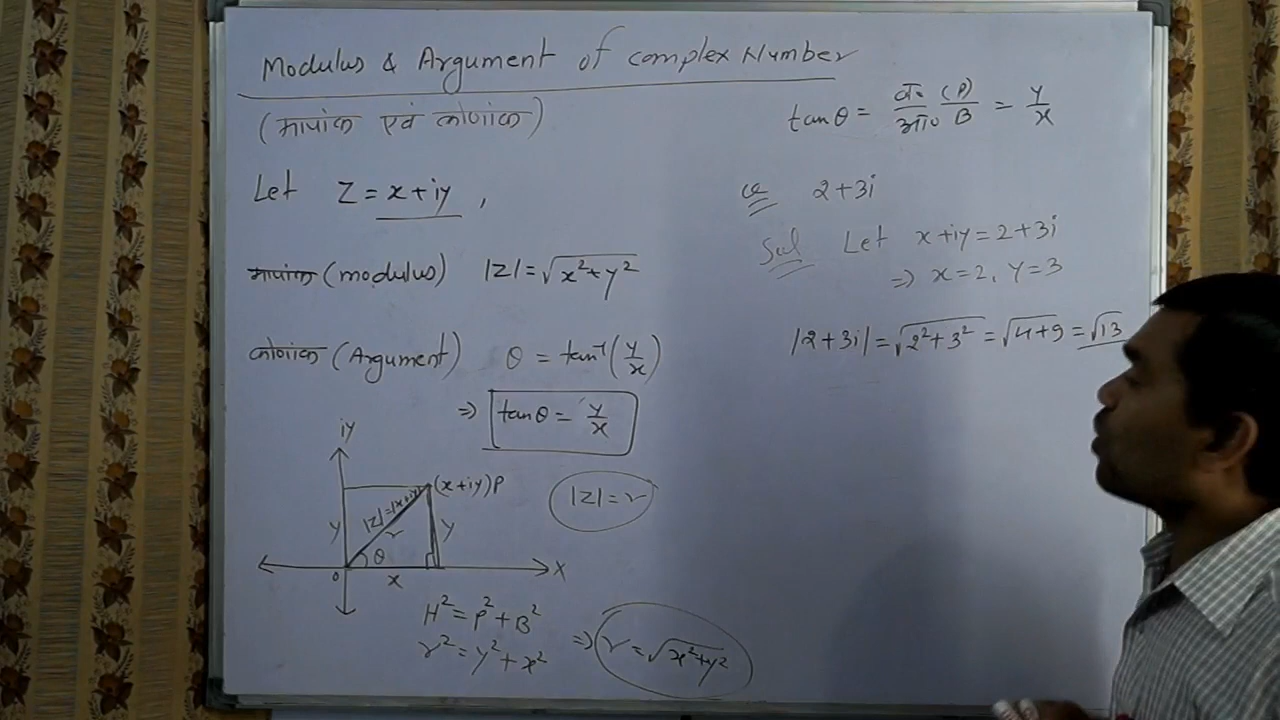 Modulus & Argument of complex Number
(मापांक एवं कोणांक)
Let Z = x + iy ,
मापांक (modulus) |Z| = √x² + y²
कोणांक (Argument) θ = tan⁻¹(y/x)
⇒ tan θ = y/x
iy
(x + iy) P
|Z| = |x + iy|
r
y
y
θ
0
x
X
|Z| = r
H² = P² + B²
r² = y² + x² ⇒ r = √x² + y²
tan θ = ल०/आ० (P)/B = y/x
2 + 3i
Sol Let x + iy = 2 + 3i
⇒ x = 2, y = 3
|2 + 3i| = √2² + 3² = √4 + 9 = √13